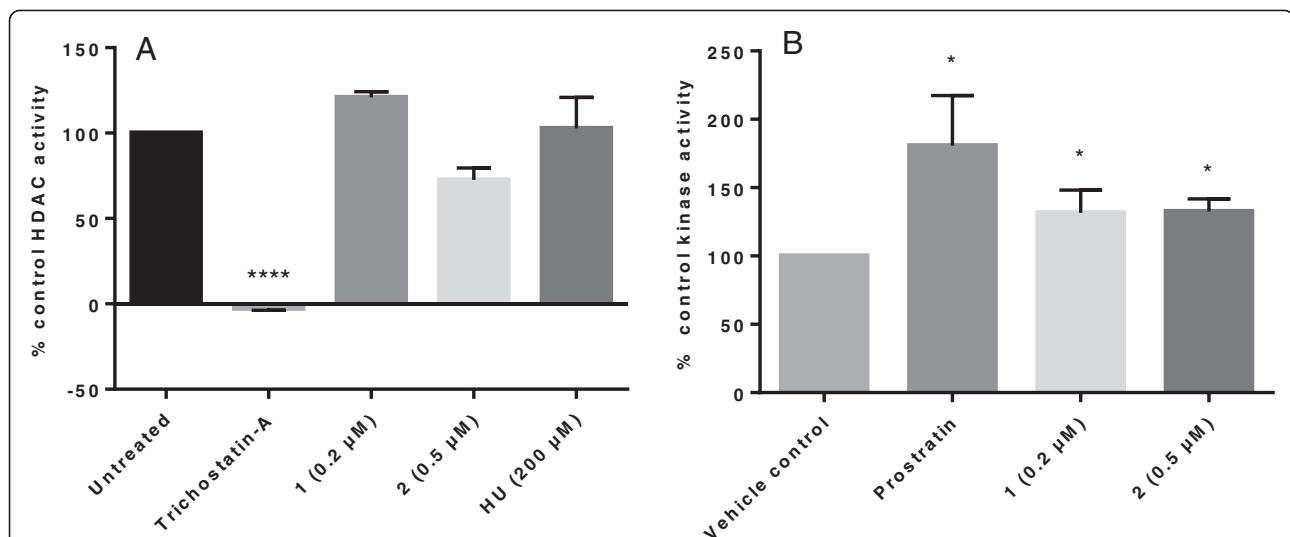 A
% control HDAC activity
150
100
50
0
-50
****
Untreated
Trichostatin-A
1 (0.2 µM)
2 (0.5 µM)
HU (200 µM)
B
% control kinase activity
250
200
150
100
50
0
*
*
*
Vehicle control
Prostratin
1 (0.2 µM)
2 (0.5 µM)